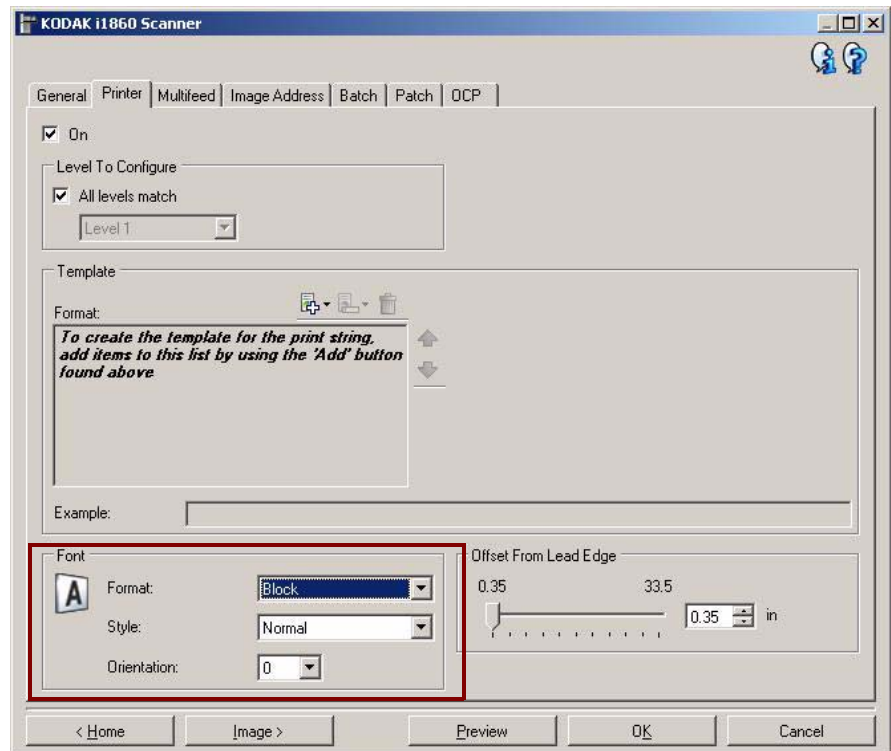 KODAK i1860 Scanner
General Printer Multifeed Image Address Batch Patch OCP
On
Level To Configure
All levels match
Level 1
Template
Format:
To create the template for the print string,
add items to this list by using the 'Add' button
found above
Example:
Font
Format: Block
Style: Normal
Orientation: 0
Offset From Lead Edge
0.35 33.5
0.35 in
< Home Image > Preview OK Cancel